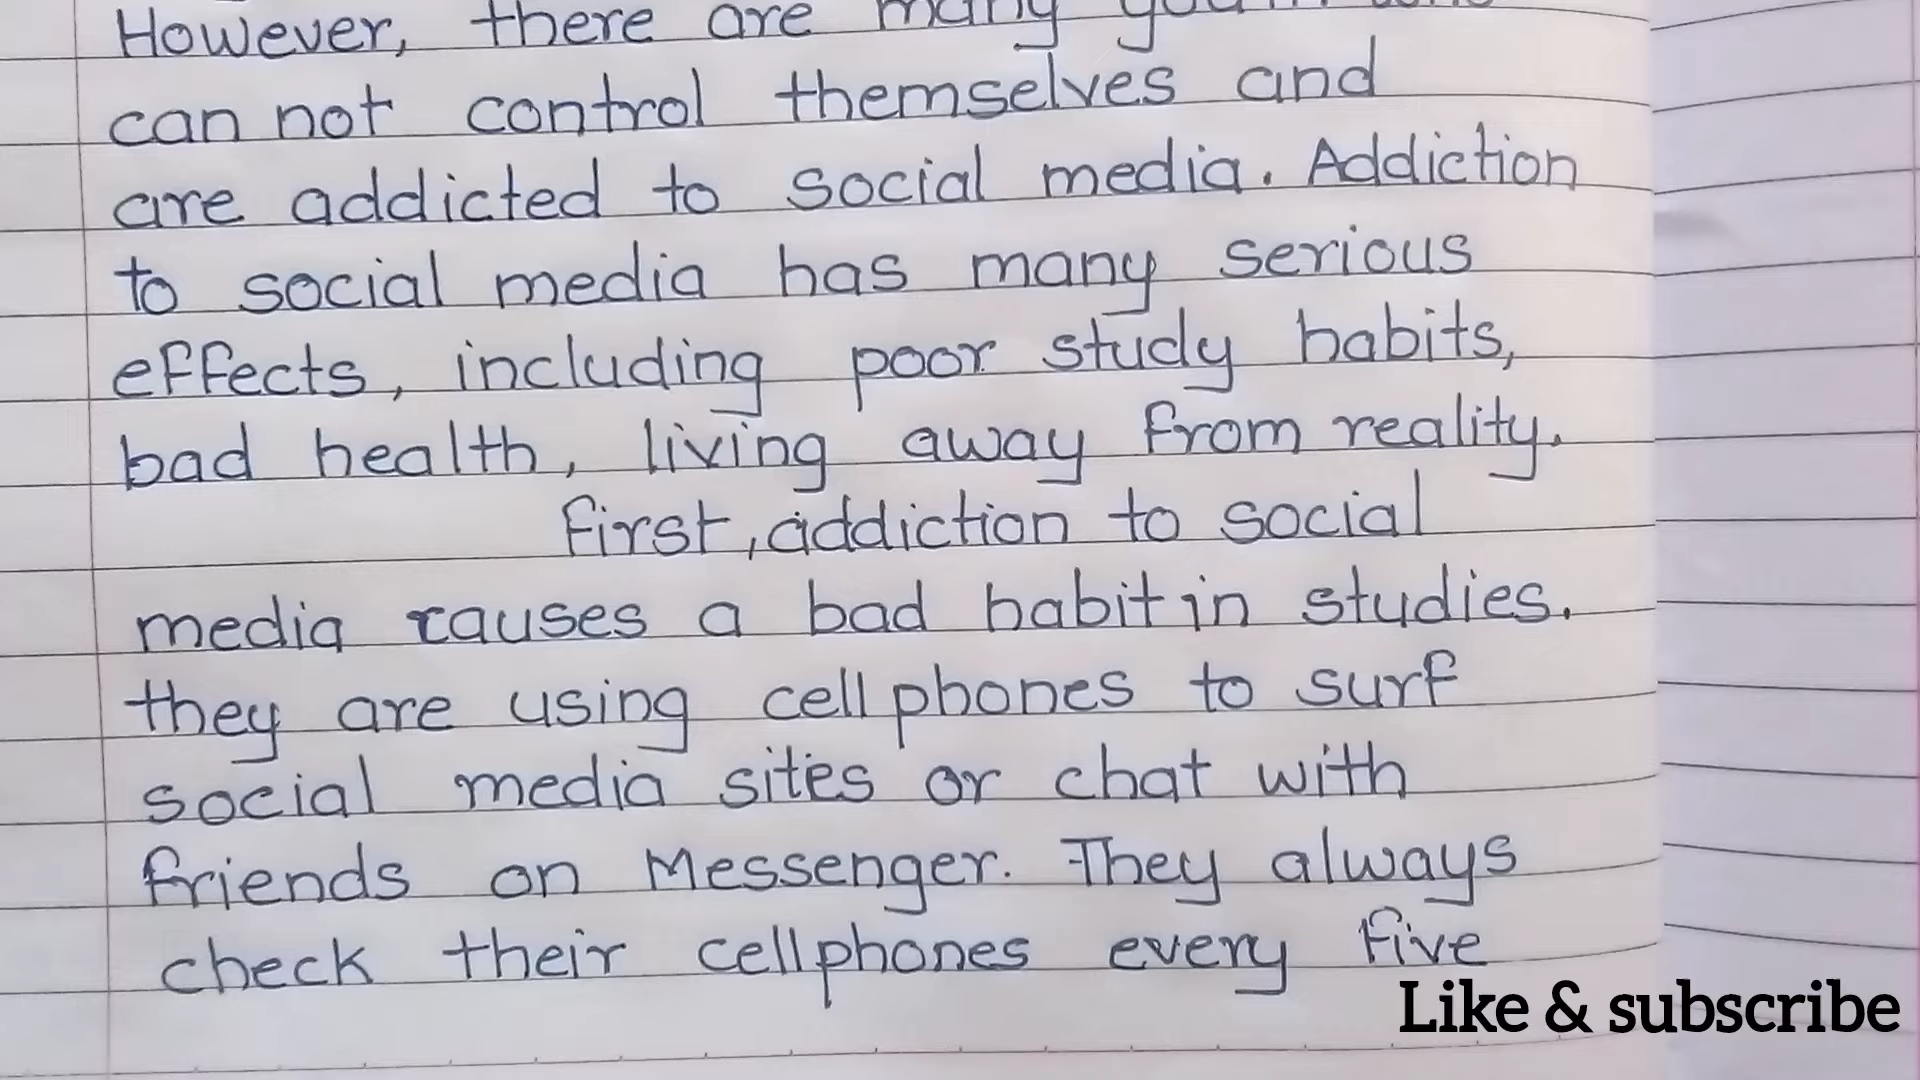 However, there are many
can not control themselves and
are addicted to social media. Addiction
to social media has many serious
effects, including poor study habits,
bad health, living away from reality.
first, addiction to social
media causes a bad habit in studies.
they are using cell phones to surf
social media sites or chat with
friends on Messenger. They always
check their cellphones every five
Like & subscribe